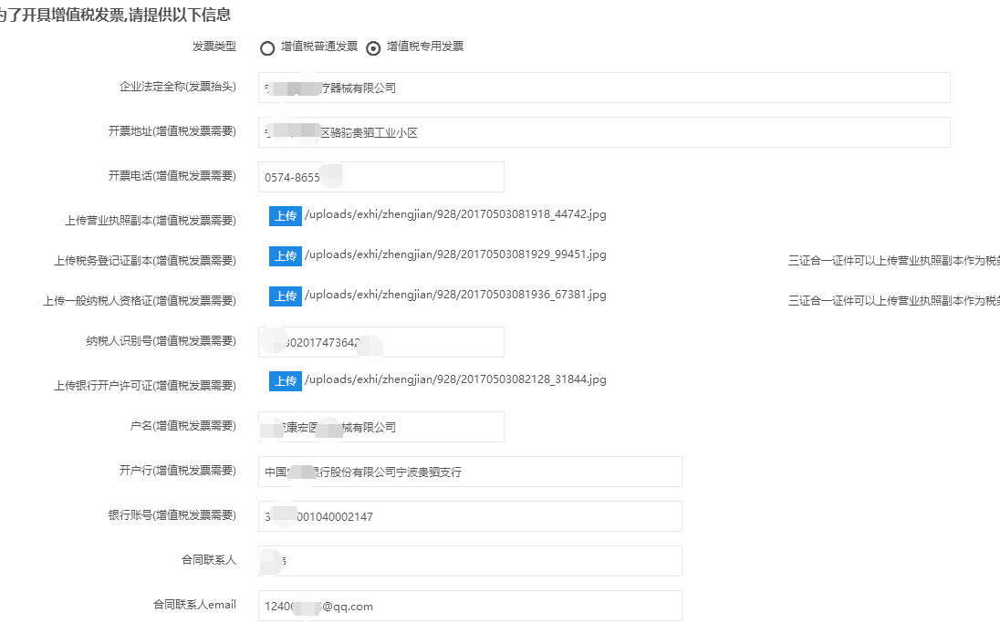 为了开具增值税发票,请提供以下信息
发票类型 增值税普通发票 增值税专用发票
企业法定全称(发票抬头) 疗器械有限公司
开票地址(增值税发票需要) 区骆驼贵驷工业小区
开票电话(增值税发票需要) 0574-8655
上传营业执照副本(增值税发票需要) 上传 /uploads/exhi/zhengjian/928/20170503081918_44742.jpg
上传税务登记证副本(增值税发票需要) 上传 /uploads/exhi/zhengjian/928/20170503081929_99451.jpg 三证合一证件可以上传营业执照副本作为税务
上传一般纳税人资格证(增值税发票需要) 上传 /uploads/exhi/zhengjian/928/20170503081936_67381.jpg 三证合一证件可以上传营业执照副本作为税务
纳税人识别号(增值税发票需要) 302017473642
上传银行开户许可证(增值税发票需要) 上传 /uploads/exhi/zhengjian/928/20170503082128_31844.jpg
户名(增值税发票需要) 康宏医 械有限公司
开户行(增值税发票需要) 中国 银行股份有限公司宁波贵驷支行
银行账号(增值税发票需要) 3 001040002147
合同联系人
合同联系人email 1240 @qq.com